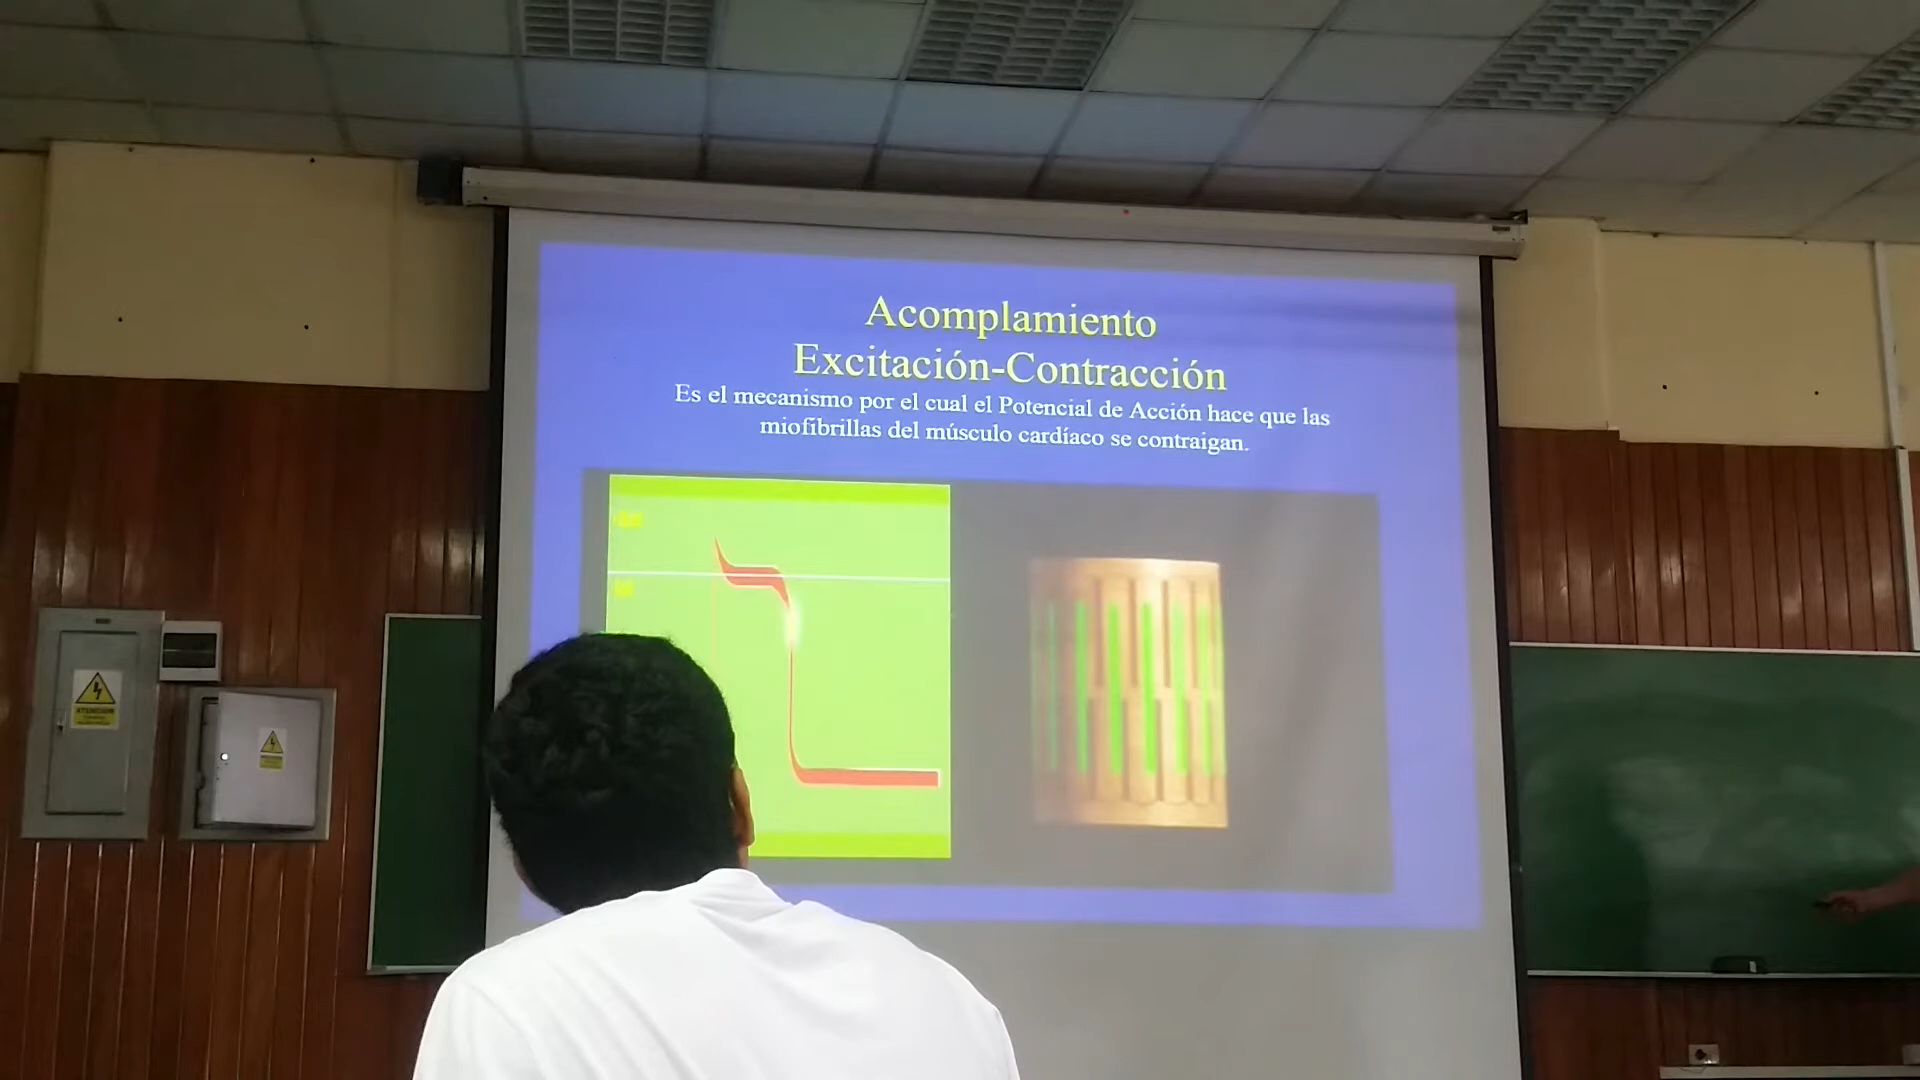 Acomplamiento
Excitación-Contracción
Es el mecanismo por el cual el Potencial de Acción hace que las
miofibrillas del músculo cardíaco se contraigan.
ATENCION